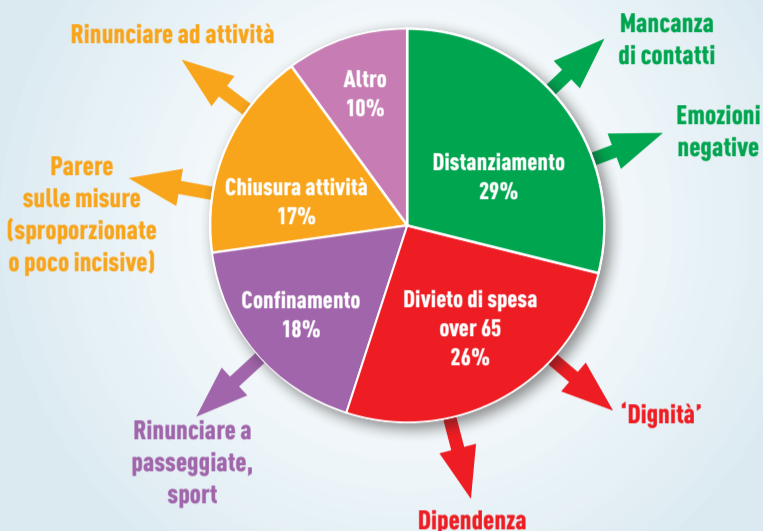 Rinunciare ad attività
Mancanza
di contatti
Altro
10%
Emozioni
negative
Distanziamento
29%
Parere
sulle misure
(sproporzionate
o poco incisive)
Chiusura attività
17%
Confinamento
18%
Divieto di spesa
over 65
26%
‘Dignità’
Rinunciare a
passeggiate,
sport
Dipendenza